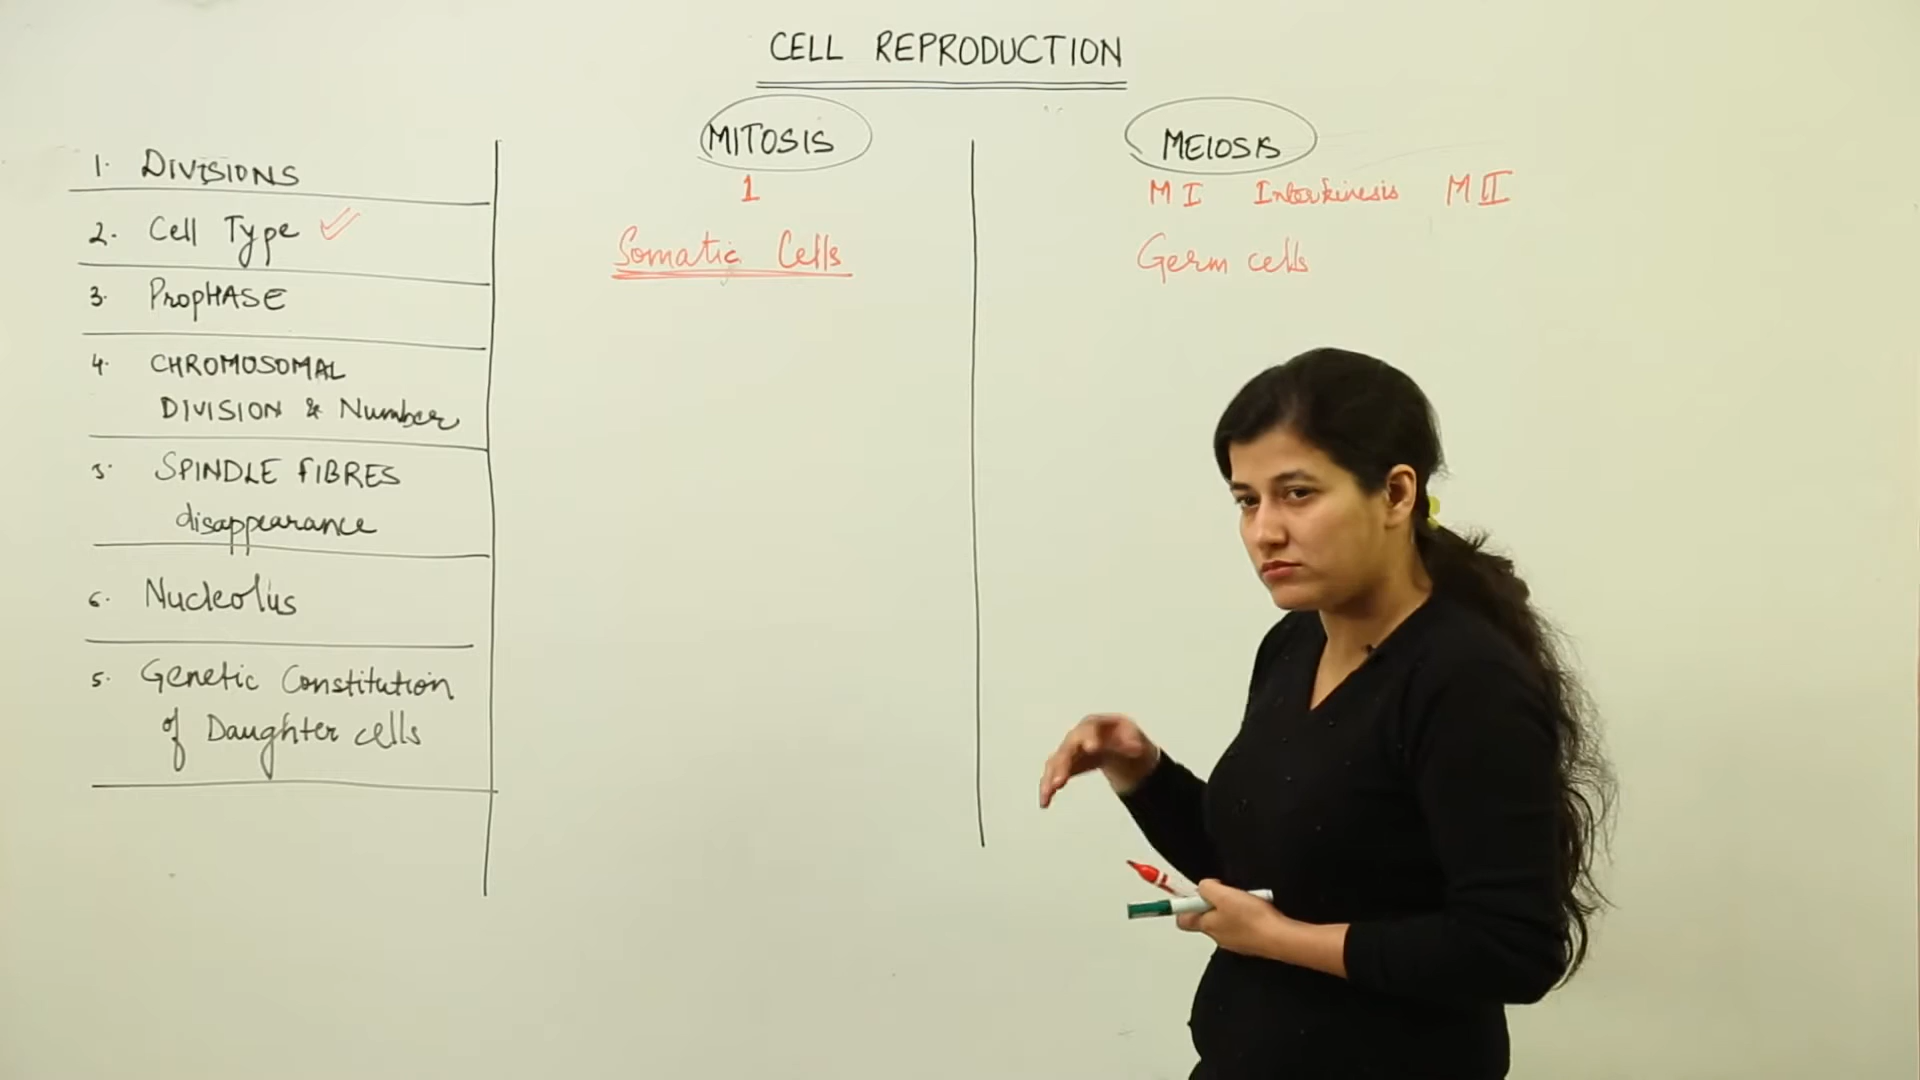 CELL REPRODUCTION
MITOSIS
MEIOSIS
1. DIVISIONS
1
M I Interkinesis M II
2. Cell Type
Somatic Cells
Germ cells
3. PropHASE
4. CHROMOSOMAL
DIVISION & Number
5. SPINDLE FIBRES
disappearance
6. Nucleolus
5. Genetic Constitution
of Daughter cells